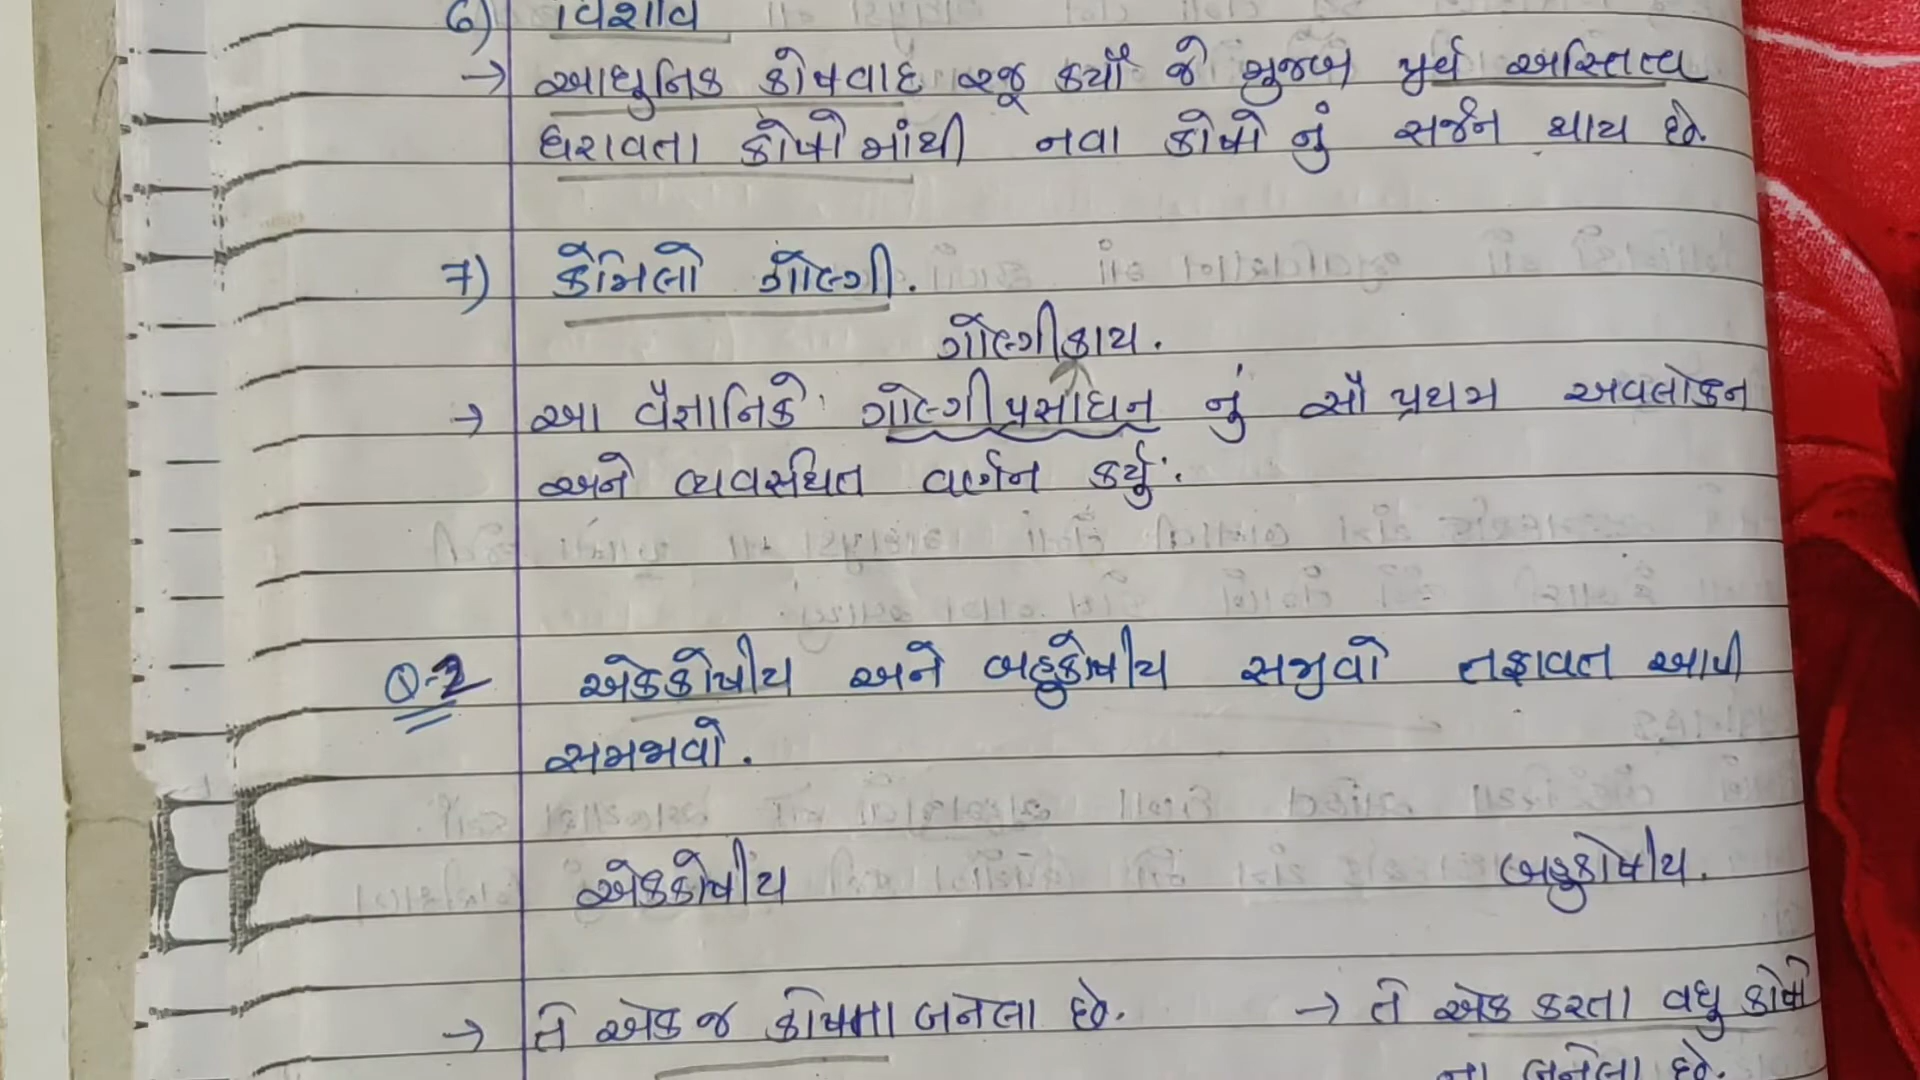 6) વિર્શોવ
→ આધુનિક કોષવાદ રજૂ કર્યો જે મુજબ પૂર્વ અસ્તિત્વ
ધરાવતા કોષોમાંથી નવા કોષો નું સર્જન થાય છે.
7) કેમિલો ગોલ્ગી.
ગોલ્ગીકાય.
→ આ વૈજ્ઞાનિકે ગોલ્ગીપ્રસાધન નું સૌ પ્રથમ અવલોકન
અને વ્યવસ્થિત વર્ણન કર્યું.
Q-2 એકકોષીય અને બહુકોષીય સજીવો તફાવત આપી
સમજાવો.
એકકોષીય બહુકોષીય.
→ તે એક જ કોષના બનેલા છે. → તે એક કરતા વધુ કોષો
ના બનેલા છે.